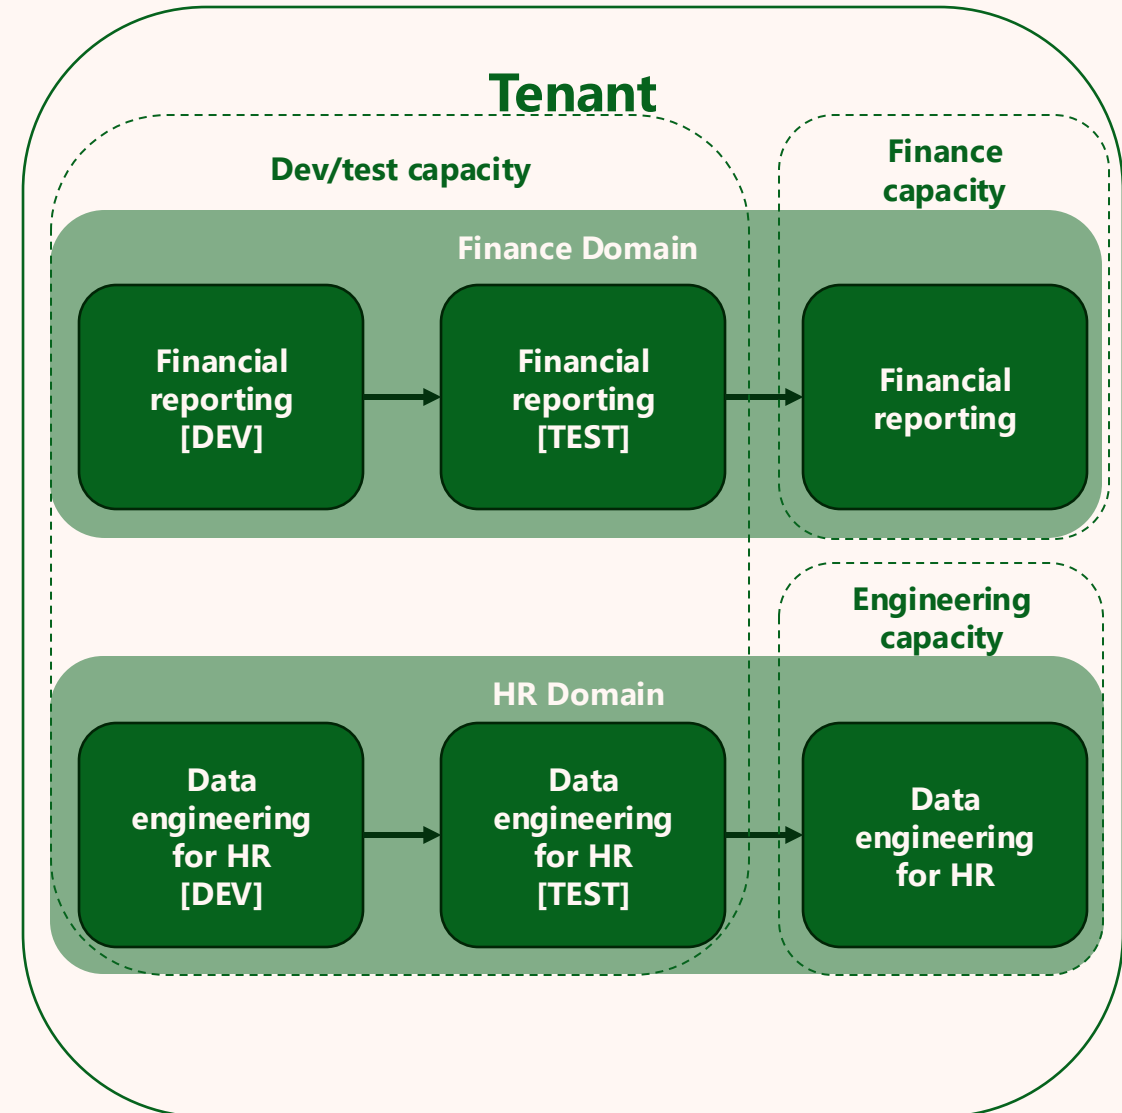 Tenant
Dev/test capacity
Finance
capacity
Finance Domain
Financial
reporting
[DEV]
Financial
reporting
[TEST]
Financial
reporting
Engineering
capacity
HR Domain
Data
engineering
for HR
[DEV]
Data
engineering
for HR
[TEST]
Data
engineering
for HR